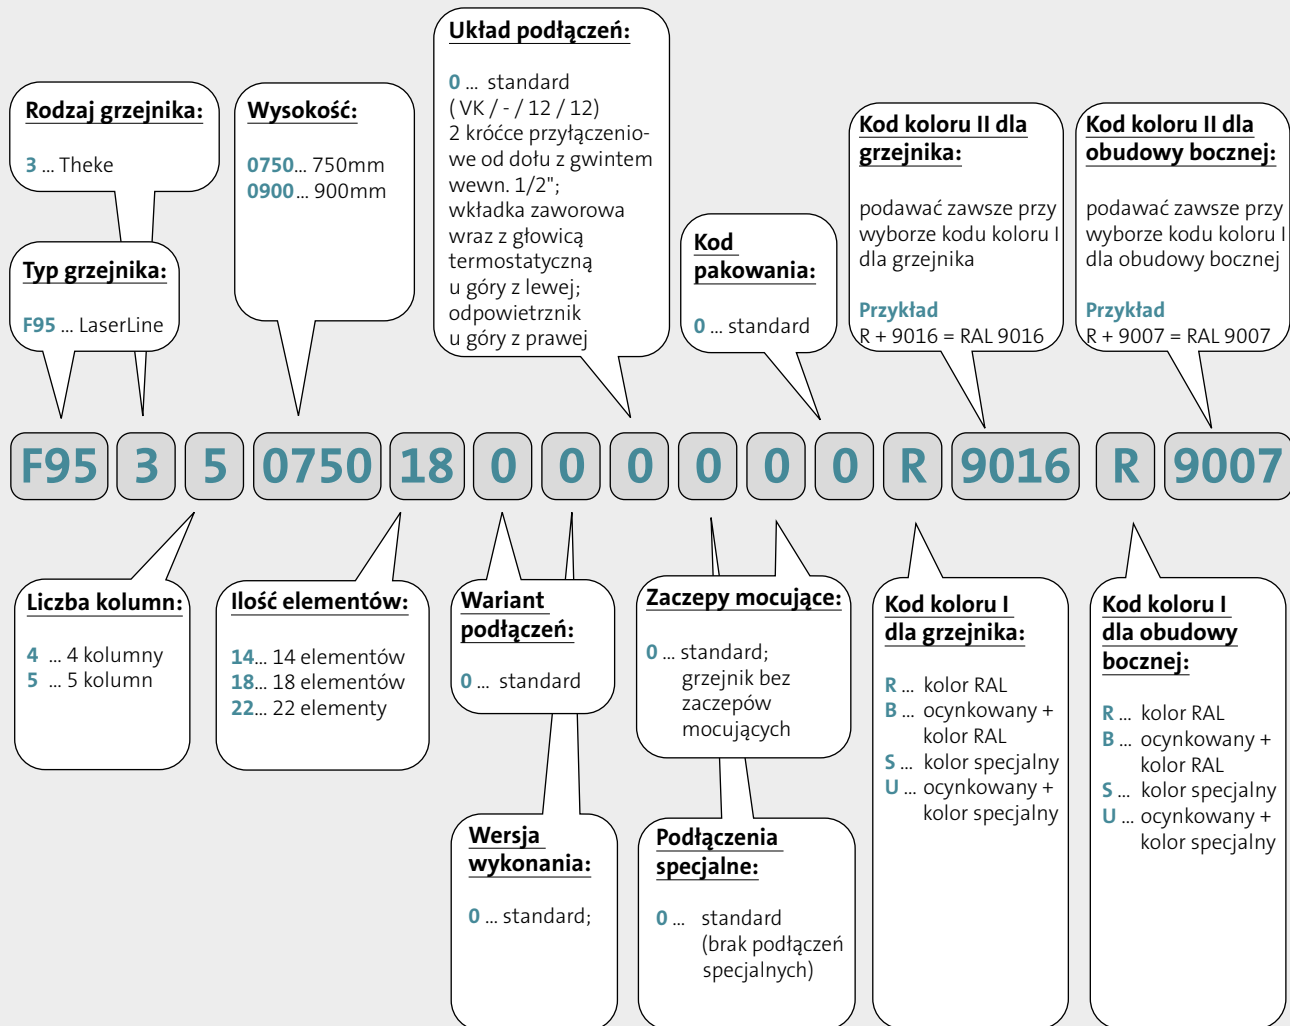 Rodzaj grzejnika:
3 ... Theke
Typ grzejnika:
F95 ... LaserLine
Wysokość:
0750... 750mm
0900... 900mm
Układ podłączeń:
0 ... standard
( VK / - / 12 / 12)
2 króćce przyłączenio-
we od dołu z gwintem
wewn. 1/2";
wkładka zaworowa
wraz z głowicą
termostatyczną
u góry z lewej;
odpowietrznik
u góry z prawej
Kod
pakowania:
0 ... standard
Kod koloru II dla
grzejnika:
podawać zawsze przy
wyborze kodu koloru I
dla grzejnika
Przykład
R + 9016 = RAL 9016
Kod koloru II dla
obudowy bocznej:
podawać zawsze przy
wyborze kodu koloru I
dla obudowy bocznej
Przykład
R + 9007 = RAL 9007
F95 3 5 0750 18 0 0 0 0 0 0 R 9016 R 9007
Liczba kolumn:
4 ... 4 kolumny
5 ... 5 kolumn
Ilość elementów:
14... 14 elementów
18... 18 elementów
22... 22 elementy
Wariant
podłączeń:
0 ... standard
Wersja
wykonania:
0 ... standard;
Zaczepy mocujące:
0 ... standard;
grzejnik bez
zaczepów
mocujących
Podłączenia
specjalne:
0 ... standard
(brak podłączeń
specjalnych)
Kod koloru I
dla grzejnika:
R ... kolor RAL
B ... ocynkowany +
kolor RAL
S ... kolor specjalny
U ... ocynkowany +
kolor specjalny
Kod koloru I
dla obudowy
bocznej:
R ... kolor RAL
B ... ocynkowany +
kolor RAL
S ... kolor specjalny
U ... ocynkowany +
kolor specjalny